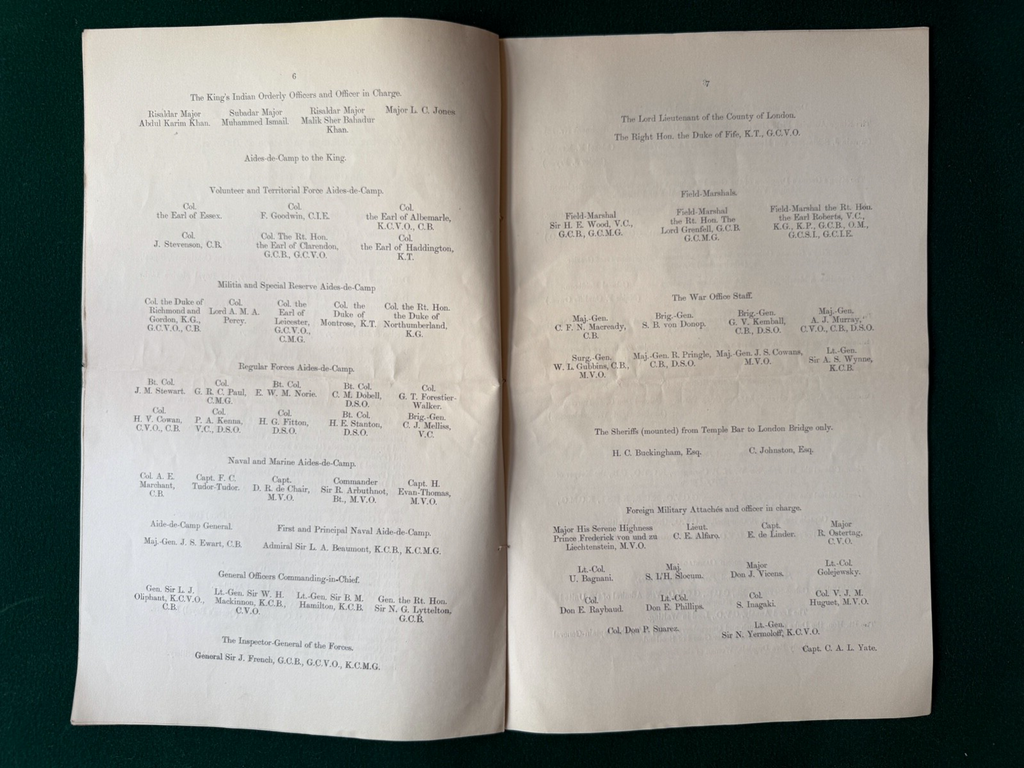 6
The King's Indian Orderly Officers and Officer in Charge.
Risaldar Major Subadar Major Risaldar Major Major L. C. Jones.
Abdul Karim Khan. Muhammed Ismail. Malik Sher Bahadur
Khan.
Aides-de-Camp to the King.
Volunteer and Territorial Force Aides-de-Camp.
Col. Col. Col.
the Earl of Essex. F. Goodwin, C.I.E. the Earl of Albemarle,
K.C.V.O., C.B.
Col. Col. The Rt. Hon. Col.
J. Stevenson, C.B. the Earl of Clarendon, the Earl of Haddington,
G.C.B., G.C.V.O. K.T.
Militia and Special Reserve Aides-de-Camp
Col. the Duke of Col. Col. the Col. the Col. the Rt. Hon.
Richmond and Lord A. M. A. Earl of Duke of the Duke of
Gordon, K.G., Percy. Leicester, Montrose, K.T. Northumberland,
G.C.V.O., C.B. G.C.V.O., K.G.
C.M.G.
Regular Forces Aides-de-Camp.
Bt. Col. Col. Bt. Col. Bt. Col. Col.
J. M. Stewart. G. R. C. Paul, E. W. M. Norie. C. M. Dobell, G. T. Forestier-
C.M.G. D.S.O. Walker.
Col. Col. Col. Bt. Col. Brig.-Gen.
H. V. Cowan, P. A. Kenna, H. G. Fitton, H. E. Stanton, C. J. Melliss,
C.V.O., C.B. V.C., D.S.O. D.S.O. D.S.O. V.C.
Naval and Marine Aides-de-Camp.
Col. A. E. Capt. F. C. Capt. Commander Capt. H.
Marchant, Tudor-Tudor. D. R. de Chair, Sir R. Arbuthnot, Evan-Thomas,
C.B. M.V.O. Bt., M.V.O. M.V.O.
Aide-de-Camp General. First and Principal Naval Aide-de-Camp.
Maj.-Gen. J. S. Ewart, C.B. Admiral Sir L. A. Beaumont, K.C.B., K.C.M.G.
General Officers Commanding-in-Chief.
Gen. Sir L. J. Lt.-Gen. Sir W. H. Lt.-Gen. Sir B. M. Gen. the Rt. Hon.
Oliphant, K.C.V.O., Mackinnon, K.C.B., Hamilton, K.C.B. Sir N. G. Lyttelton,
C.B. C.V.O. G.C.B.
The Inspector-General of the Forces.
General Sir J. French, G.C.B., G.C.V.O., K.C.M.G.
7
The Lord Lieutenant of the County of London.
The Right Hon. the Duke of Fife, K.T., G.C.V.O.
Field-Marshals.
Field-Marshal Field-Marshal Field-Marshal the Rt. Hon.
Sir H. E. Wood, V.C., the Rt. Hon. The the Earl Roberts, V.C.,
G.C.B., G.C.M.G. Lord Grenfell, G.C.B. K.G., K.P., G.C.B., O.M.,
G.C.M.G. G.C.S.I., G.C.I.E.
The War Office Staff.
Maj.-Gen. Brig.-Gen. Brig.-Gen. Maj.-Gen.
C. F. N. Macready, S. B. von Donop. G. V. Kemball, A. J. Murray,
C.B. C.B., D.S.O. C.V.O., C.B., D.S.O.
Surg.-Gen. Maj.-Gen. R. Pringle, Maj.-Gen. J. S. Cowans, Lt.-Gen.
W. L. Gubbins, C.B., C.B., D.S.O. M.V.O. Sir A. S. Wynne,
M.V.O. K.C.B.
The Sheriffs (mounted) from Temple Bar to London Bridge only.
H. C. Buckingham, Esq. C. Johnston, Esq.
Foreign Military Attachés and officer in charge.
Major His Serene Highness Lieut. Capt. Major
Prince Frederick von und zu C. E. Alfaro. E. de Linder. R. Ostertag,
Liechtenstein, M.V.O. C.V.O.
Lt.-Col. Maj. Major Lt.-Col.
U. Bagnani. S. L'H. Slocum. Don J. Vicena. Golejewsky.
Col. Lt.-Col. Col. Col. V. J. M.
Don E. Raybaud. Don E. Phillips. S. Inagaki. Huguet, M.V.O.
Col. Don P. Suarez. Lt.-Gen.
Sir N. Yermoloff, K.C.V.O.
Capt. C. A. L. Yate.